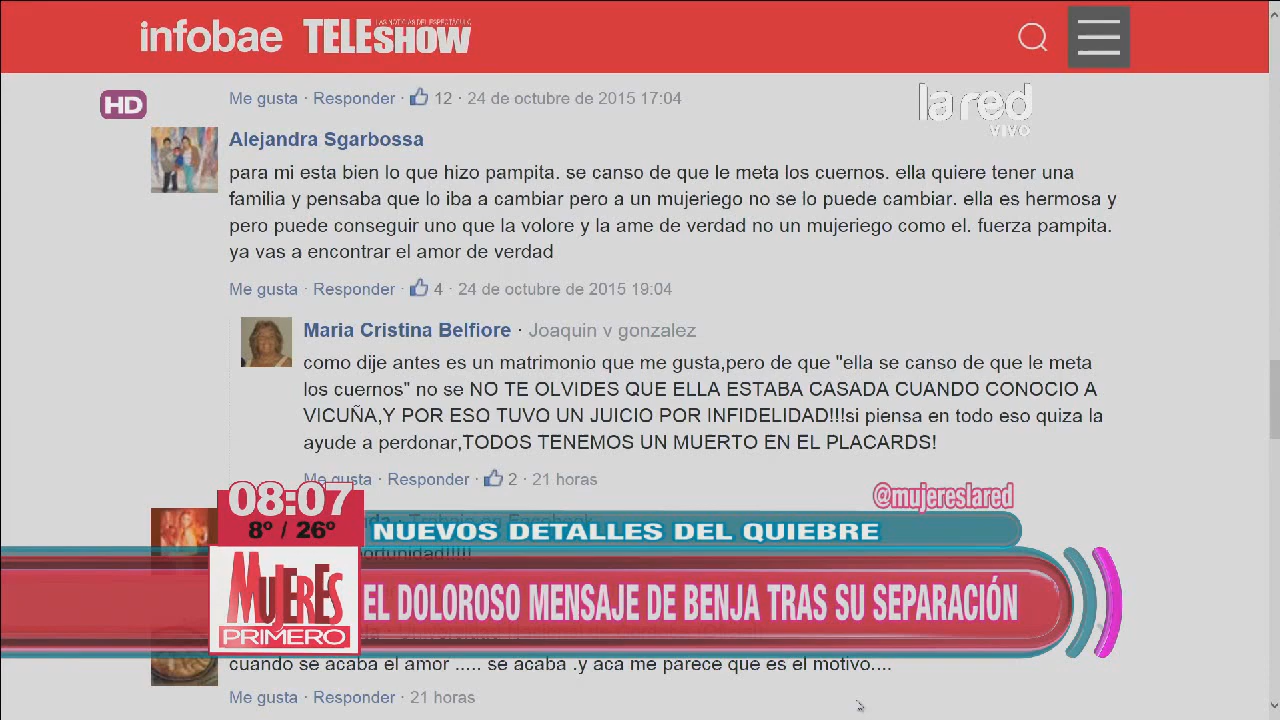 infobae TELESHOW
LAS NOTICIAS DEL ESPECTÁCULO
HD
Me gusta · Responder · 12 · 24 de octubre de 2015 17:04
la red
VIVO
Alejandra Sgarbossa
para mi esta bien lo que hizo pampita. se canso de que le meta los cuernos. ella quiere tener una
familia y pensaba que lo iba a cambiar pero a un mujeriego no se lo puede cambiar. ella es hermosa y
pero puede conseguir uno que la volore y la ame de verdad no un mujeriego como el. fuerza pampita.
ya vas a encontrar el amor de verdad
Me gusta · Responder · 4 · 24 de octubre de 2015 19:04
Maria Cristina Belfiore · Joaquin v gonzalez
como dije antes es un matrimonio que me gusta,pero de que "ella se canso de que le meta
los cuernos" no se NO TE OLVIDES QUE ELLA ESTABA CASADA CUANDO CONOCIO A
VICUÑA,Y POR ESO TUVO UN JUICIO POR INFIDELIDAD!!!si piensa en todo eso quiza la
ayude a perdonar,TODOS TENEMOS UN MUERTO EN EL PLACARDS!
Me gusta · Responder · 2 · 21 horas
@mujereslared
08:07
8º / 26º
NUEVOS DETALLES DEL QUIEBRE
MUJERES
PRIMERO
EL DOLOROSO MENSAJE DE BENJA TRAS SU SEPARACIÓN
cuando se acaba el amor ..... se acaba .y aca me parece que es el motivo....
Me gusta · Responder · 21 horas